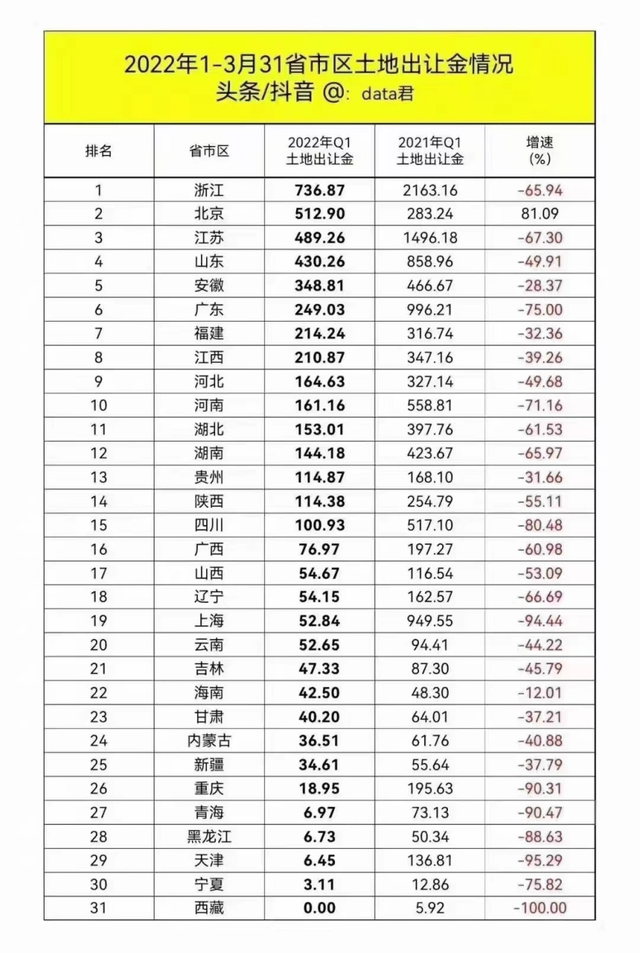 2022年1-3月31省市区土地出让金情况
头条/抖音 @: data君
排名 省市区 2022年Q1 土地出让金 2021年Q1 土地出让金 增速 (%)
1 浙江 736.87 2163.16 -65.94
2 北京 512.90 283.24 81.09
3 江苏 489.26 1496.18 -67.30
4 山东 430.26 858.96 -49.91
5 安徽 348.81 466.67 -28.37
6 广东 249.03 996.21 -75.00
7 福建 214.24 316.74 -32.36
8 江西 210.87 347.16 -39.26
9 河北 164.63 327.14 -49.68
10 河南 161.16 558.81 -71.16
11 湖北 153.01 397.76 -61.53
12 湖南 144.18 423.67 -65.97
13 贵州 114.87 168.10 -31.66
14 陕西 114.38 254.79 -55.11
15 四川 100.93 517.10 -80.48
16 广西 76.97 197.27 -60.98
17 山西 54.67 116.54 -53.09
18 辽宁 54.15 162.57 -66.69
19 上海 52.84 949.55 -94.44
20 云南 52.65 94.41 -44.22
21 吉林 47.33 87.30 -45.79
22 海南 42.50 48.30 -12.01
23 甘肃 40.20 64.01 -37.21
24 内蒙古 36.51 61.76 -40.88
25 新疆 34.61 55.64 -37.79
26 重庆 18.95 195.63 -90.31
27 青海 6.97 73.13 -90.47
28 黑龙江 6.73 50.34 -88.63
29 天津 6.45 136.81 -95.29
30 宁夏 3.11 12.86 -75.82
31 西藏 0.00 5.92 -100.00